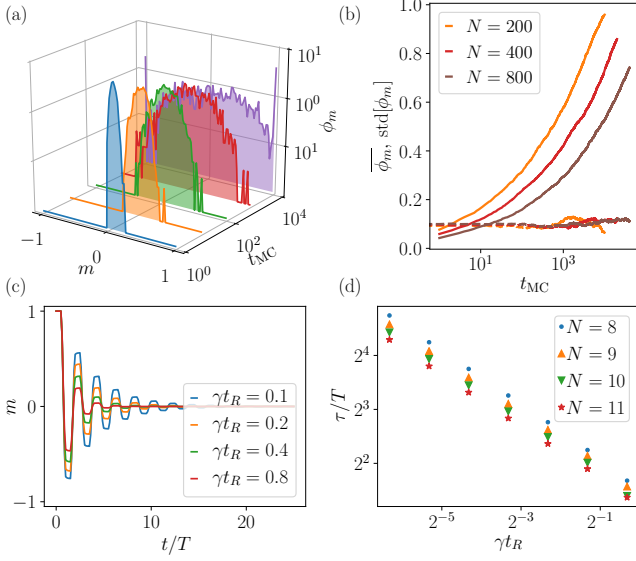 (a)
10^1
10^0
10^1
ϕ_m
−1
0
1
m
10^0
10^2
10^4
t_MC
(b)
1.0
0.8
0.6
0.4
0.2
0.0
10^1
10^3
t_MC
\overline{ϕ_m}, std[ϕ_m]
N = 200
N = 400
N = 800
(c)
1
0
−1
m
0
10
20
t/T
γt_R = 0.1
γt_R = 0.2
γt_R = 0.4
γt_R = 0.8
(d)
2^4
2^3
2^2
τ/T
2^-5
2^-3
2^-1
γt_R
N = 8
N = 9
N = 10
N = 11